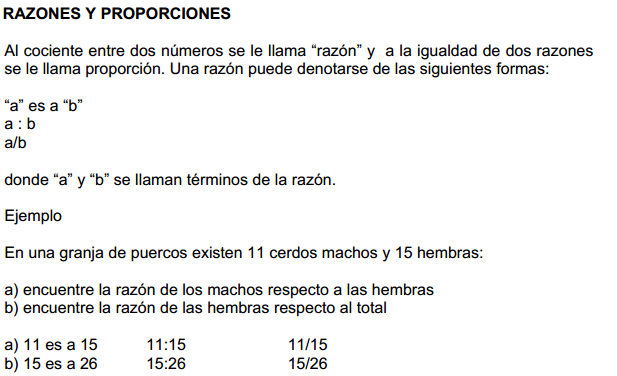 RAZONES Y PROPORCIONES
Al cociente entre dos números se le llama “razón” y a la igualdad de dos razones
se le llama proporción. Una razón puede denotarse de las siguientes formas:
“a” es a “b”
a : b
a/b
donde “a” y “b” se llaman términos de la razón.
Ejemplo
En una granja de puercos existen 11 cerdos machos y 15 hembras:
a) encuentre la razón de los machos respecto a las hembras
b) encuentre la razón de las hembras respecto al total
a) 11 es a 15 11:15 11/15
b) 15 es a 26 15:26 15/26